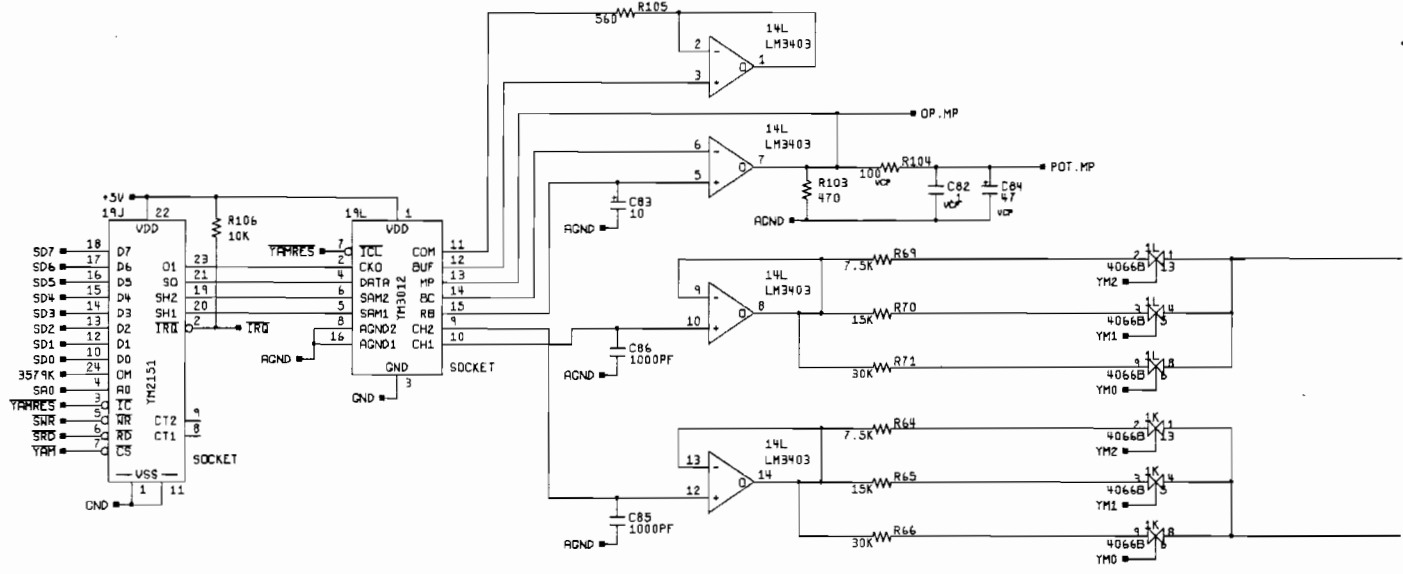 R105
560
14L
LM3403
2
1
3
OP.MP
14L
LM3403
6
7
5
100
R104
VCP
POT.MP
R103
470
C82
.1
VCP
C84
47
VCP
AGND
C83
10
AGND
+5V
19J
22
VDD
R106
10K
19L
1
VDD
YAMRES
7
ICL
COM
11
2
CKO
BUF
12
4
DATA
MP
13
6
SAM2
BC
14
5
SAM1
RB
15
8
AGND2
CH2
9
16
AGND1
CH1
10
YM3012
AGND
GND
SOCKET
3
GND
SD7
18
D7
SD6
17
D6
O1
23
SD5
16
D5
SO
21
SD4
15
D4
SH2
19
SD3
14
D3
SH1
20
SD2
13
D2
IRQ
2
IRQ
SD1
12
D1
SD0
10
D0
3579K
24
OM
SA0
4
A0
YAMRES
3
IC
SWR
5
WR
CT2
9
SRD
6
RD
CT1
8
YAM
7
CS
YM2151
SOCKET
VSS
1
11
GND
14L
LM3403
9
8
10
C86
1000PF
AGND
7.5K
R69
2
1L
1
4066B
13
YM2
15K
R70
3
1L
4
4066B
5
YM1
30K
R71
9
1L
8
4066B
6
YM0
14L
LM3403
13
14
12
C85
1000PF
AGND
7.5K
R64
2
1K
1
4066B
13
YM2
15K
R65
3
1K
4
4066B
5
YM1
30K
R66
9
1K
8
4066B
6
YM0